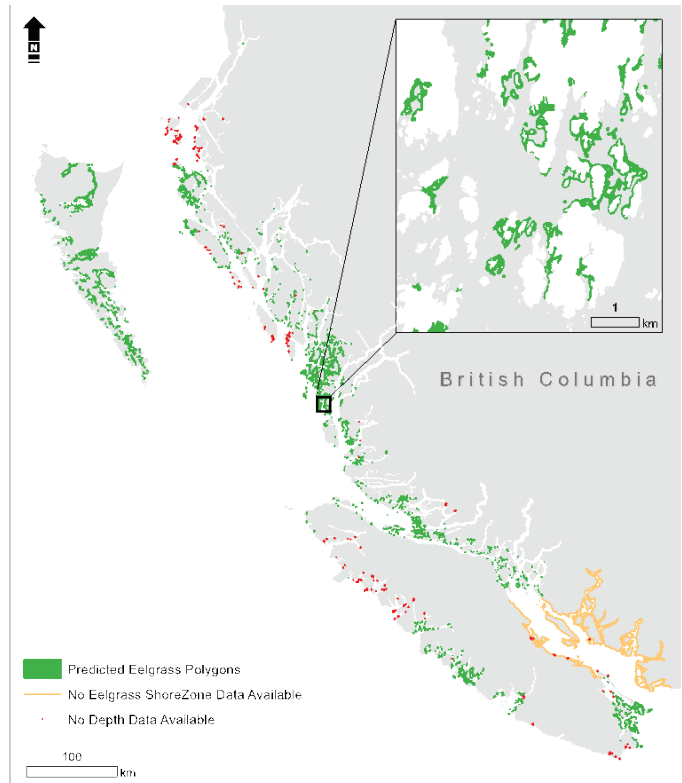 N
1
km
British Columbia
Predicted Eelgrass Polygons
No Eelgrass ShoreZone Data Available
No Depth Data Available
100
km